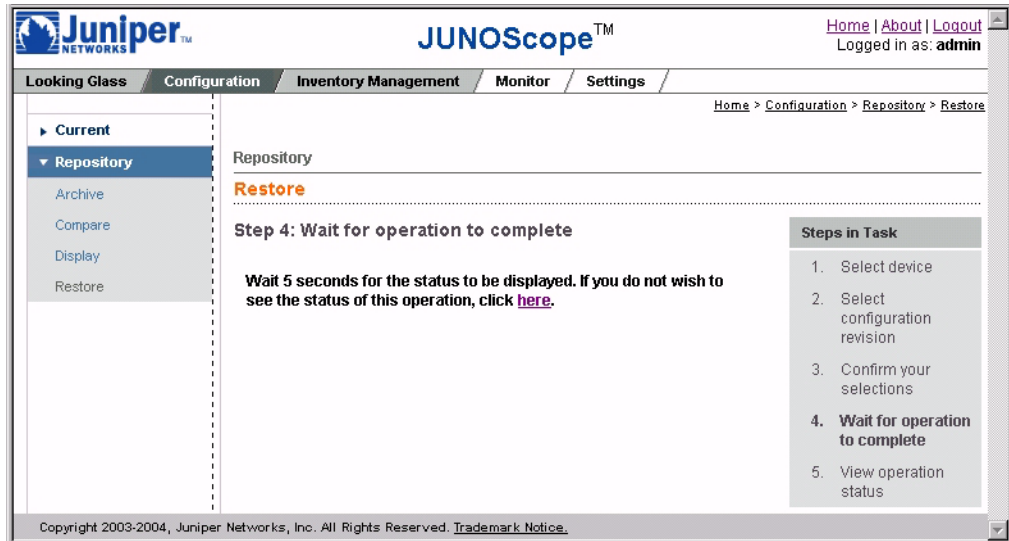 Juniper
NETWORKS
TM
JUNOScope™
Home | About | Logout
Logged in as: admin
Looking Glass / Configuration / Inventory Management / Monitor / Settings /
Home > Configuration > Repository > Restore
Current
Repository
Archive
Compare
Display
Restore
Repository
Restore
Step 4: Wait for operation to complete
Wait 5 seconds for the status to be displayed. If you do not wish to
see the status of this operation, click here.
Steps in Task
1. Select device
2. Select
configuration
revision
3. Confirm your
selections
4. Wait for operation
to complete
5. View operation
status
Copyright 2003-2004, Juniper Networks, Inc. All Rights Reserved. Trademark Notice.